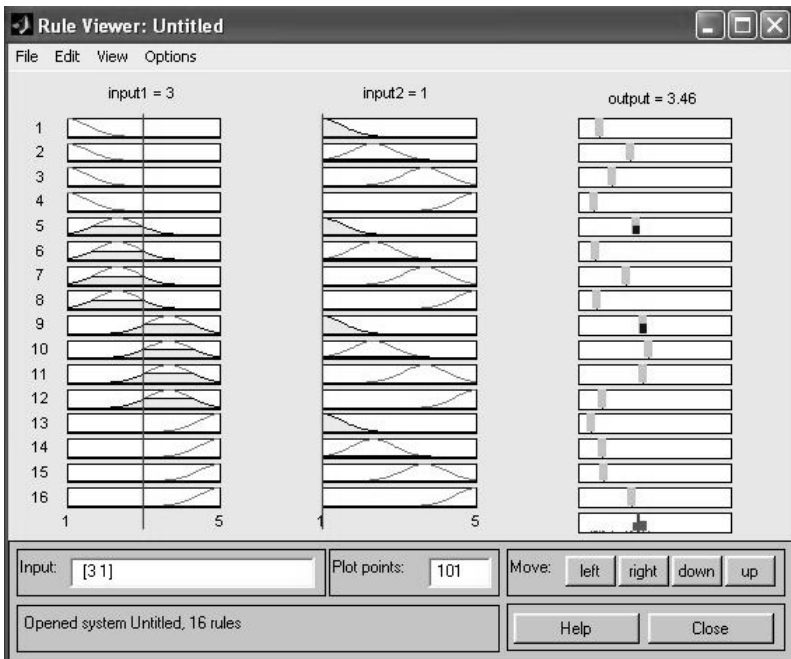 Rule Viewer: Untitled
File Edit View Options
input1 = 3 input2 = 1 output = 3.46
1
2
3
4
5
6
7
8
9
10
11
12
13
14
15
16
1 5 1 5
Input: [3 1] Plot points: 101 Move: left right down up
Opened system Untitled, 16 rules Help Close